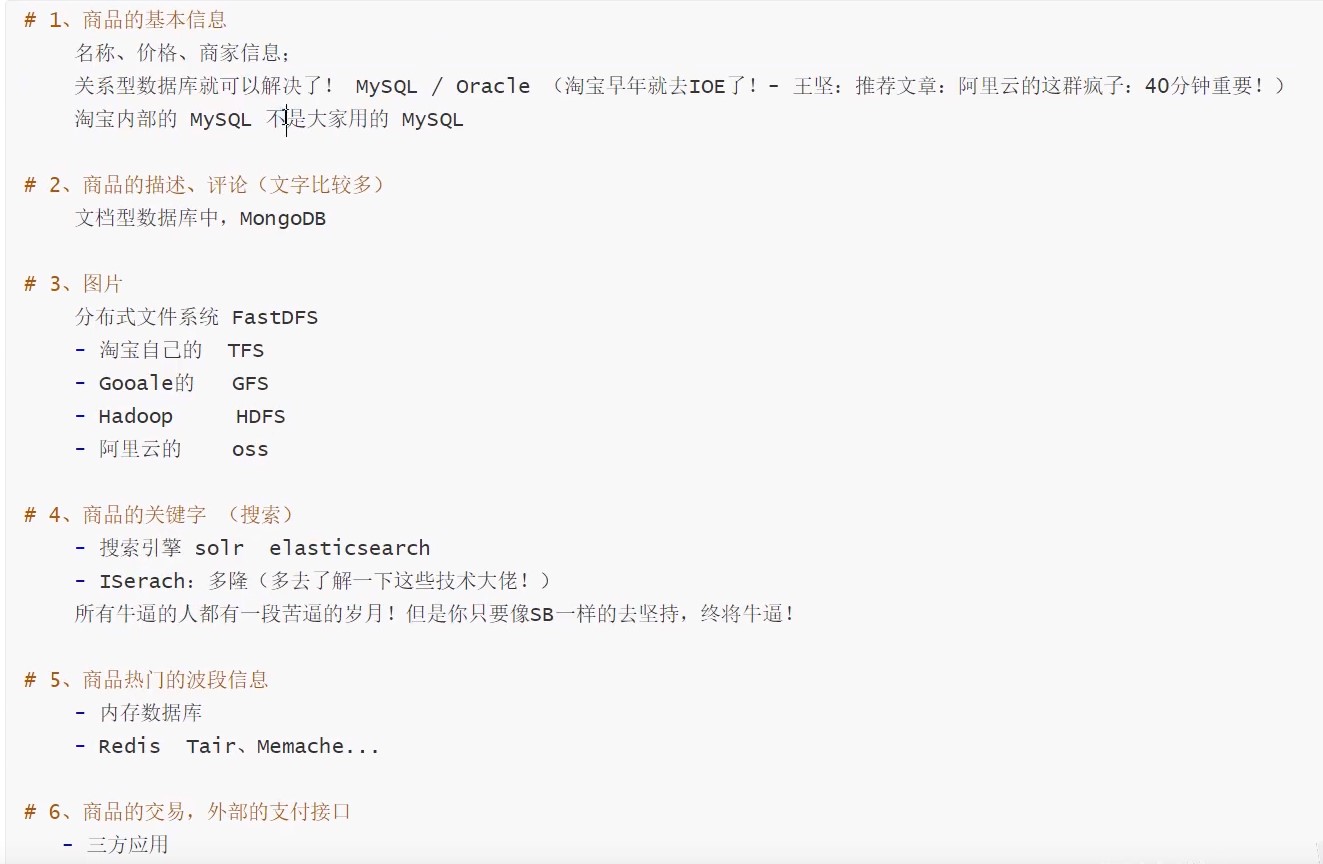 # 1、商品的基本信息
名称、价格、商家信息;
关系型数据库就可以解决了! MySQL / Oracle （淘宝早年就去IOE了!- 王坚: 推荐文章: 阿里云的这群疯子: 40分钟重要! ）
淘宝内部的 MySQL 不是大家用的 MySQL
# 2、商品的描述、评论（文字比较多）
文档型数据库中，MongoDB
# 3、图片
分布式文件系统 FastDFS
- 淘宝自己的 TFS
- Gooale的 GFS
- Hadoop HDFS
- 阿里云的 oss
# 4、商品的关键字 （搜索）
- 搜索引擎 solr elasticsearch
- ISerach: 多隆（多去了解一下这些技术大佬! ）
所有牛逼的人都有一段苦逼的岁月! 但是你只要像SB一样的去坚持，终将牛逼!
# 5、商品热门的波段信息
- 内存数据库
- Redis Tair、Memache...
# 6、商品的交易，外部的支付接口
- 三方应用